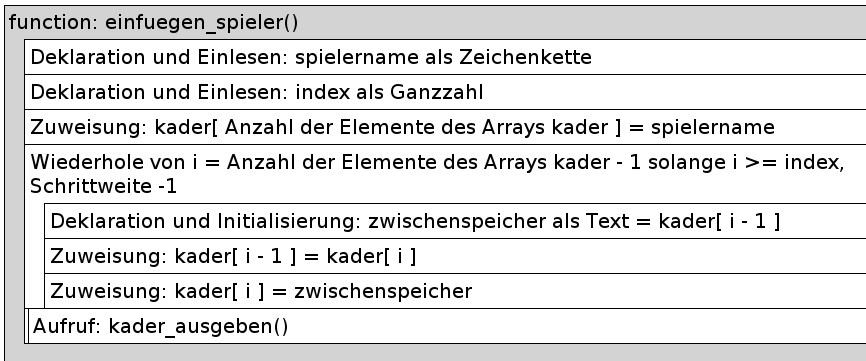 function: einfuegen_spieler()
Deklaration und Einlesen: spielername als Zeichenkette
Deklaration und Einlesen: index als Ganzzahl
Zuweisung: kader[ Anzahl der Elemente des Arrays kader ] = spielername
Wiederhole von i = Anzahl der Elemente des Arrays kader - 1 solange i >= index,
Schrittweite -1
Deklaration und Initialisierung: zwischenspeicher als Text = kader[ i - 1 ]
Zuweisung: kader[ i - 1 ] = kader[ i ]
Zuweisung: kader[ i ] = zwischenspeicher
Aufruf: kader_ausgeben()